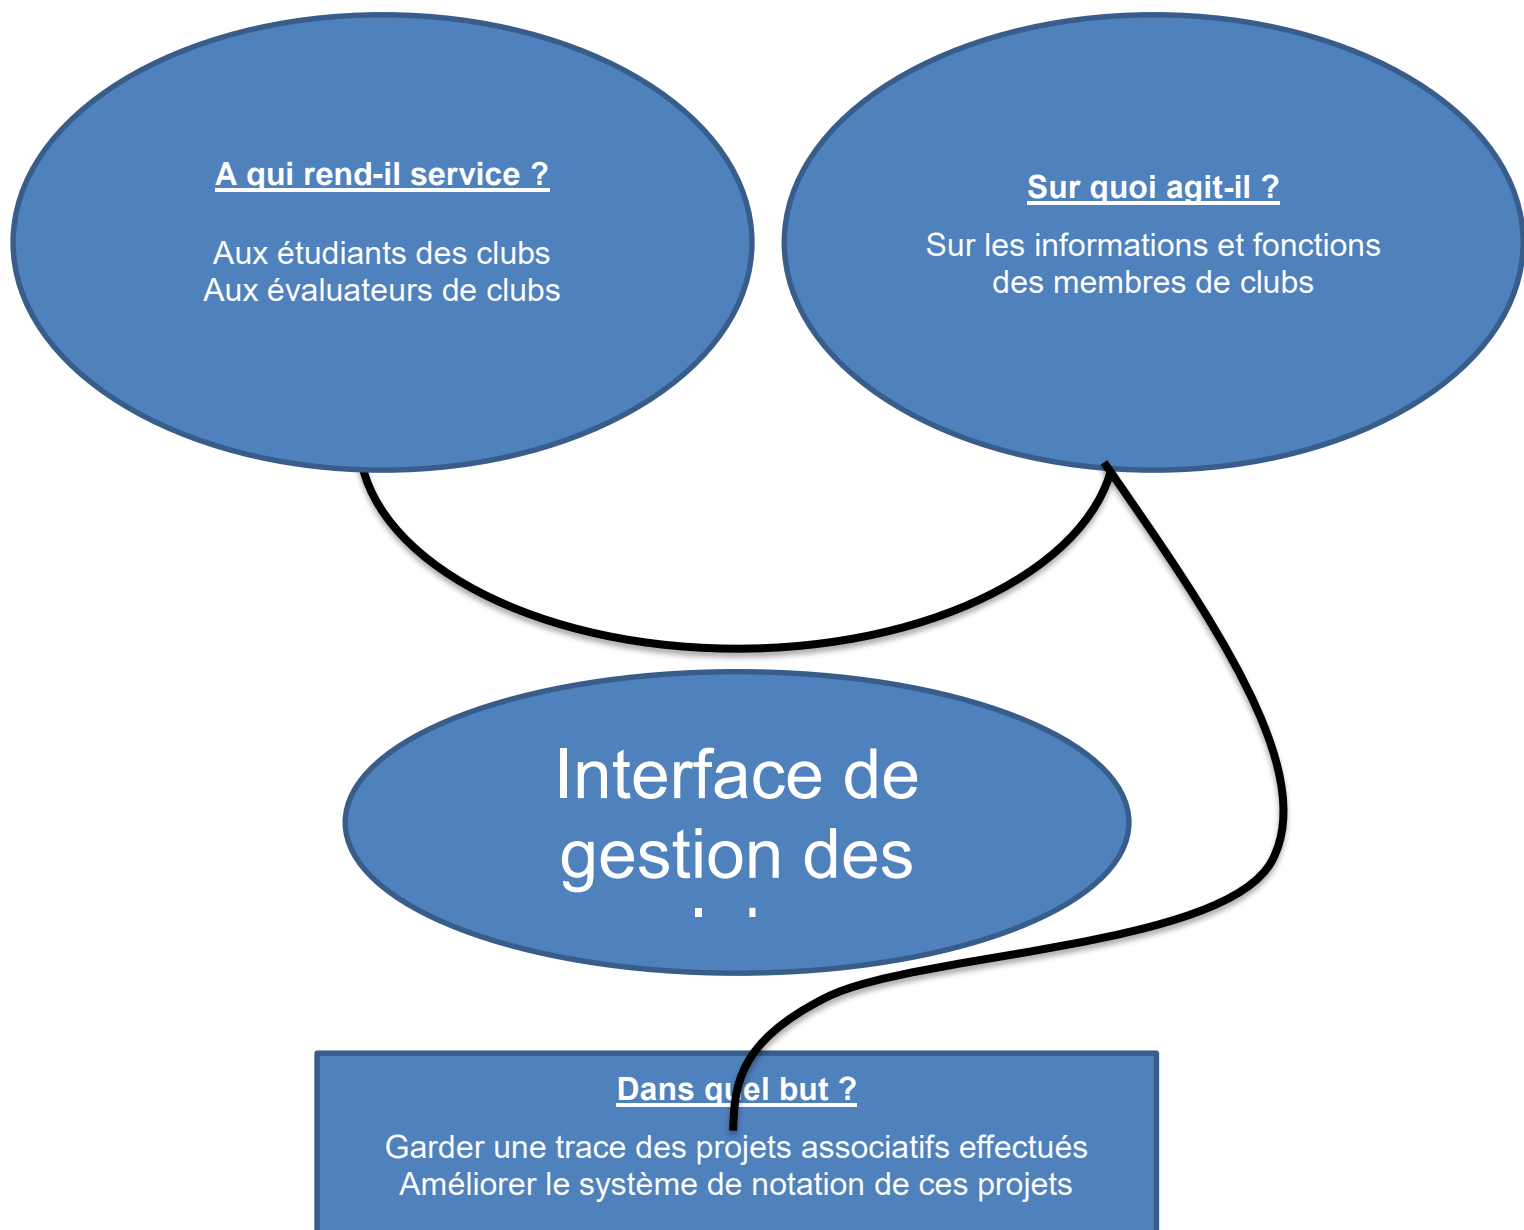 A qui rend-il service ?
Aux étudiants des clubs
Aux évaluateurs de clubs
Sur quoi agit-il ?
Sur les informations et fonctions
des membres de clubs
Interface de
gestion des
Dans quel but ?
Garder une trace des projets associatifs effectués
Améliorer le système de notation de ces projets